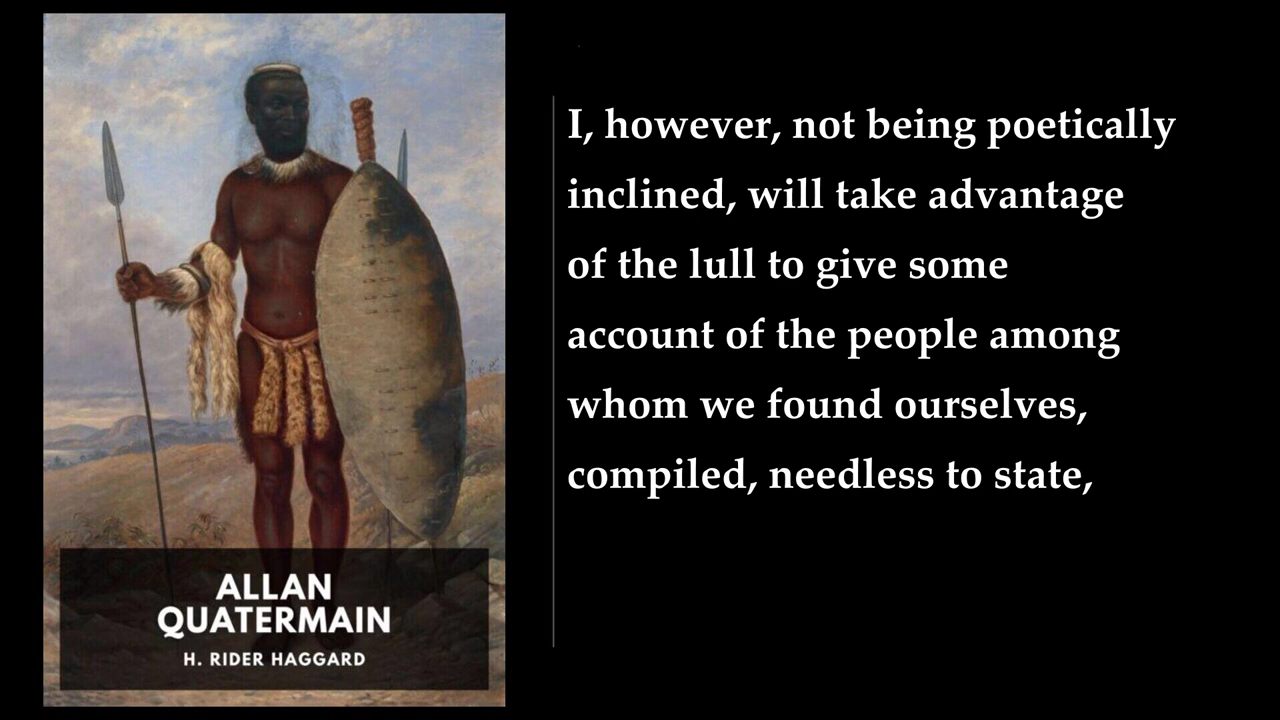 ALLAN
QUATERMAIN
H. RIDER HAGGARD
I, however, not being poetically
inclined, will take advantage
of the lull to give some
account of the people among
whom we found ourselves,
compiled, needless to state,